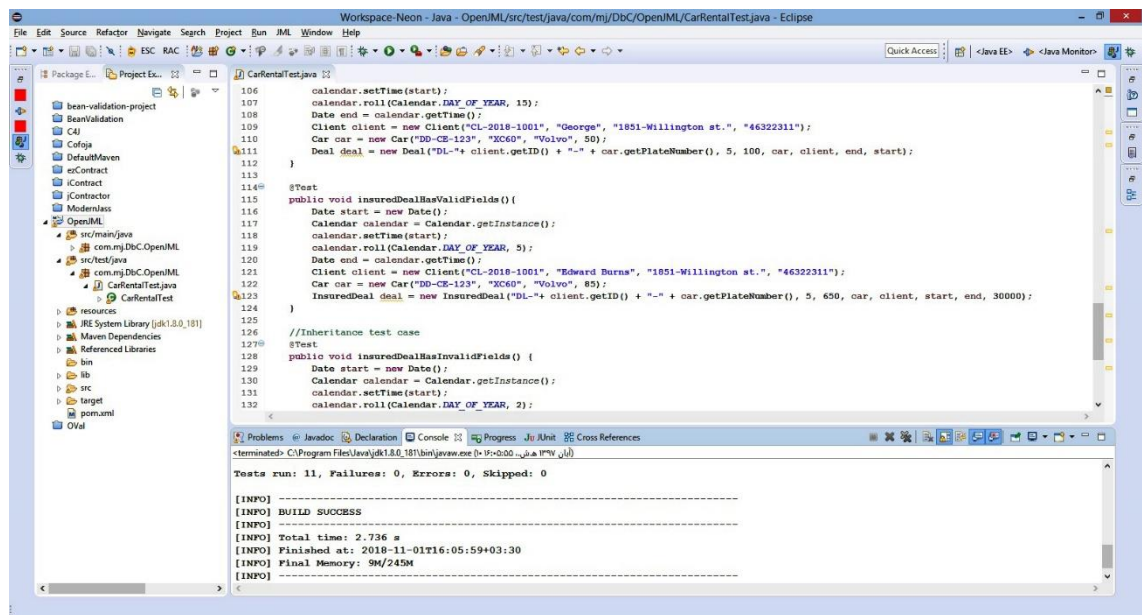 Workspace-Neon - Java - OpenJML/src/test/java/com/mj/DbC/OpenJML/CarRentalTest.java - Eclipse
File Edit Source Refactor Navigate Search Project Run JML Window Help
ESC RAC
Quick Access
<Java EE> <Java Monitor>
Package E... Project Ex...
bean-validation-project
BeanValidation
C4J
Cofoja
DefaultMaven
ezContract
iContract
jContractor
ModernJass
OpenJML
src/main/java
com.mj.DbC.OpenJML
src/test/java
com.mj.DbC.OpenJML
CarRentalTest.java
CarRentalTest
resources
JRE System Library [jdk1.8.0_181]
Maven Dependencies
Referenced Libraries
bin
lib
src
target
pom.xml
OVal
CarRentalTest.java
106 calendar.setTime(start);
107 calendar.roll(Calendar.DAY_OF_YEAR, 15);
108 Date end = calendar.getTime();
109 Client client = new Client("CL-2018-1001", "George", "1851-Willington st.", "46322311");
110 Car car = new Car("DD-CE-123", "XC60", "Volvo", 50);
111 Deal deal = new Deal("DL-"+ client.getID() + "-" + car.getPlateNumber(), 5, 100, car, client, end, start);
112 }
113
114 @Test
115 public void insuredDealHasValidFields(){
116 Date start = new Date();
117 Calendar calendar = Calendar.getInstance();
118 calendar.setTime(start);
119 calendar.roll(Calendar.DAY_OF_YEAR, 5);
120 Date end = calendar.getTime();
121 Client client = new Client("CL-2018-1001", "Edward Burns", "1851-Willington st.", "46322311");
122 Car car = new Car("DD-CE-123", "XC60", "Volvo", 85);
123 InsuredDeal deal = new InsuredDeal("DL-"+ client.getID() + "-" + car.getPlateNumber(), 5, 650, car, client, start, end, 30000);
124 }
125
126 //Inheritance test case
127 @Test
128 public void insuredDealHasInvalidFields() {
129 Date start = new Date();
130 Calendar calendar = Calendar.getInstance();
131 calendar.setTime(start);
132 calendar.roll(Calendar.DAY_OF_YEAR, 2);
Problems Javadoc Declaration Console Progress JUnit Cross References
<terminated> C:\Program Files\Java\jdk1.8.0_181\bin\javaw.exe
Tests run: 11, Failures: 0, Errors: 0, Skipped: 0
[INFO] ------------------------------------------------------------------------
[INFO] BUILD SUCCESS
[INFO] ------------------------------------------------------------------------
[INFO] Total time: 2.736 s
[INFO] Finished at: 2018-11-01T16:05:59+03:30
[INFO] Final Memory: 9M/245M
[INFO] ------------------------------------------------------------------------